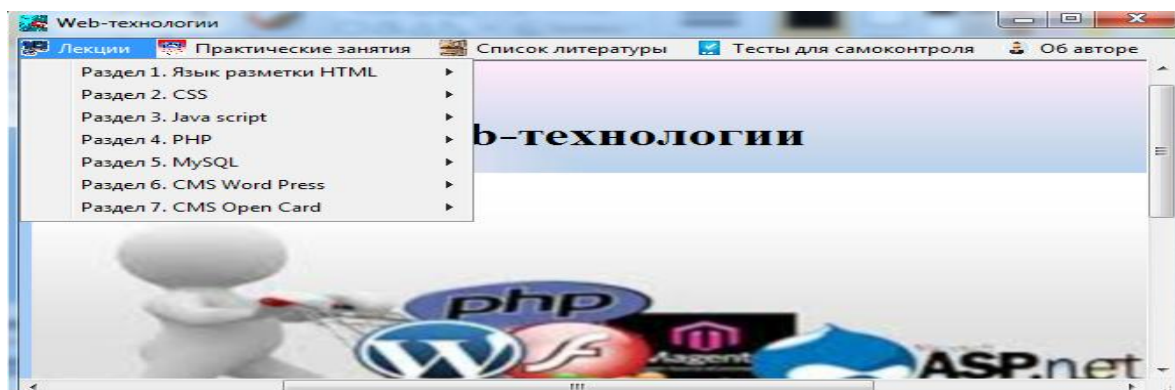 Web-технологии
Лекции Практические занятия Список литературы Тесты для самоконтроля Об авторе
Раздел 1. Язык разметки HTML
Раздел 2. CSS
Раздел 3. Java script
Раздел 4. PHP
Раздел 5. MySQL
Раздел 6. CMS Word Press
Раздел 7. CMS Open Card
b-технологии
php
Magent
ASP.net